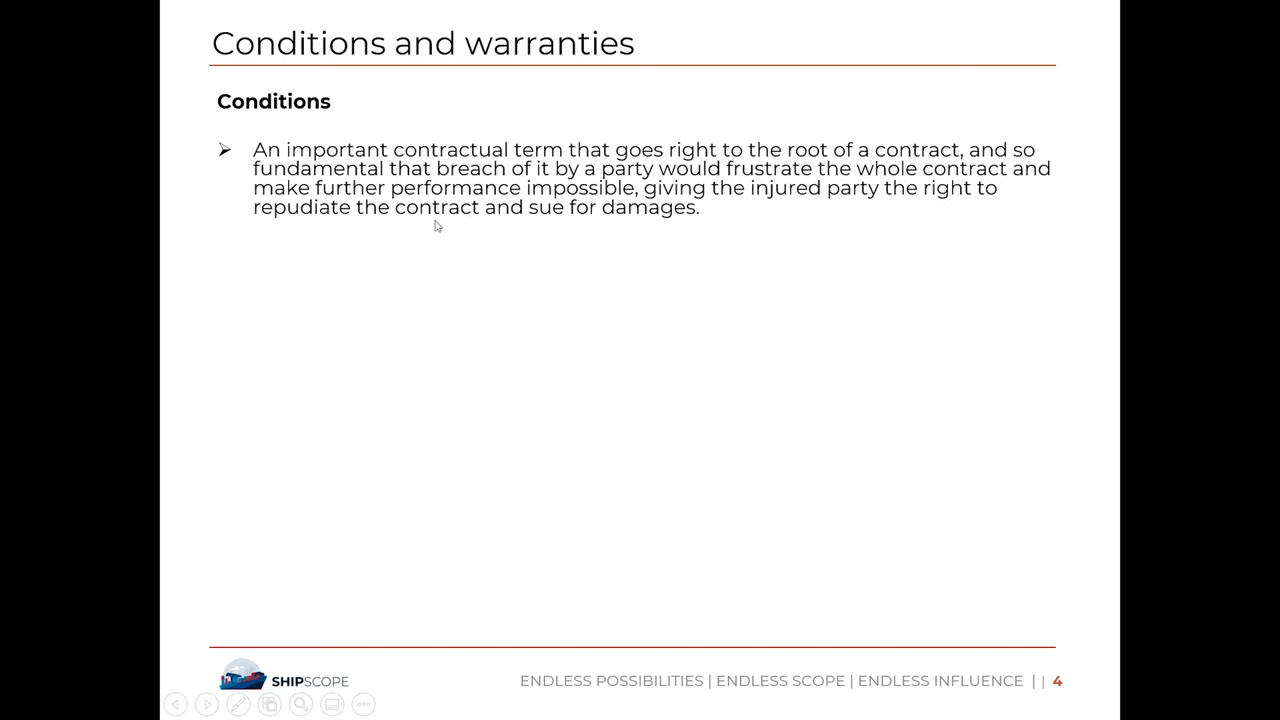 Conditions and warranties
Conditions
An important contractual term that goes right to the root of a contract, and so
fundamental that breach of it by a party would frustrate the whole contract and
make further performance impossible, giving the injured party the right to
repudiate the contract and sue for damages.
SHIPSCOPE
ENDLESS POSSIBILITIES | ENDLESS SCOPE | ENDLESS INFLUENCE | | 4